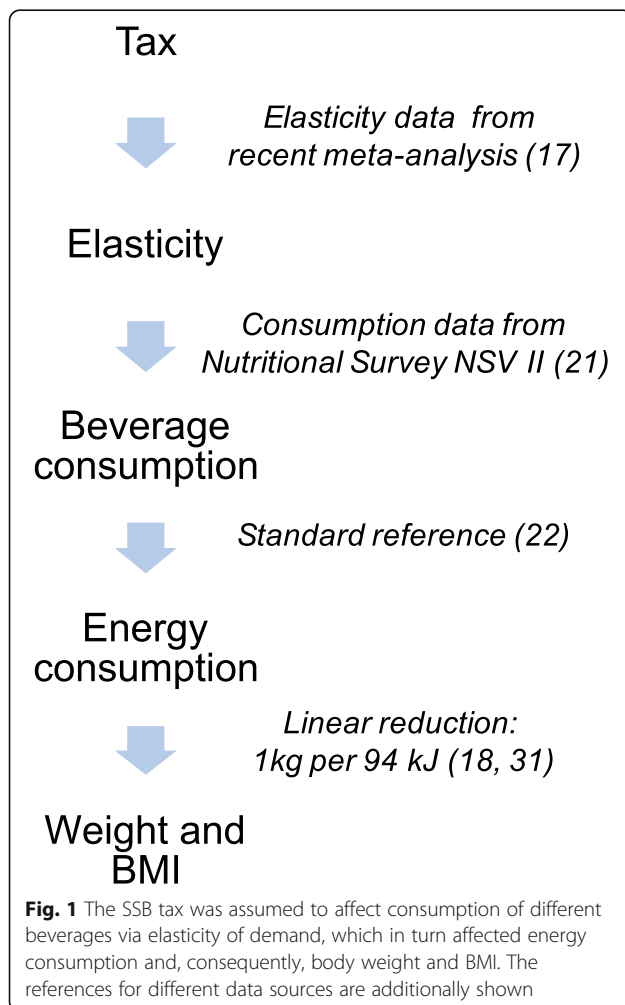 Tax
Elasticity data from
recent meta-analysis (17)
Elasticity
Consumption data from
Nutritional Survey NSV II (21)
Beverage
consumption
Standard reference (22)
Energy
consumption
Linear reduction:
1kg per 94 kJ (18, 31)
Weight and
BMI
Fig. 1 The SSB tax was assumed to affect consumption of different
beverages via elasticity of demand, which in turn affected energy
consumption and, consequently, body weight and BMI. The
references for different data sources are additionally shown